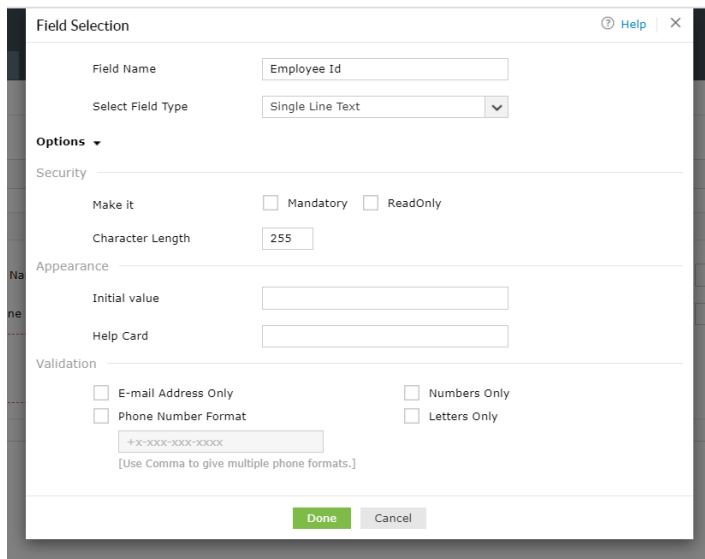 Field Selection
Help
Field Name Employee Id
Select Field Type Single Line Text
Options
Security
Make it Mandatory ReadOnly
Character Length 255
Appearance
Na
Initial value
ne
Help Card
Validation
E-mail Address Only Numbers Only
Phone Number Format Letters Only
+x-xxx-xxx-xxxx
[Use Comma to give multiple phone formats.]
Done Cancel